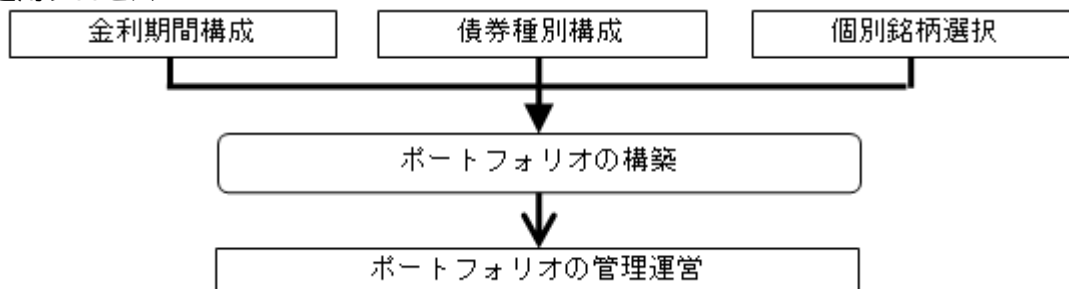 金利期間構成
債券種別構成
個別銘柄選択
ポートフォリオの構築
ポートフォリオの管理運営